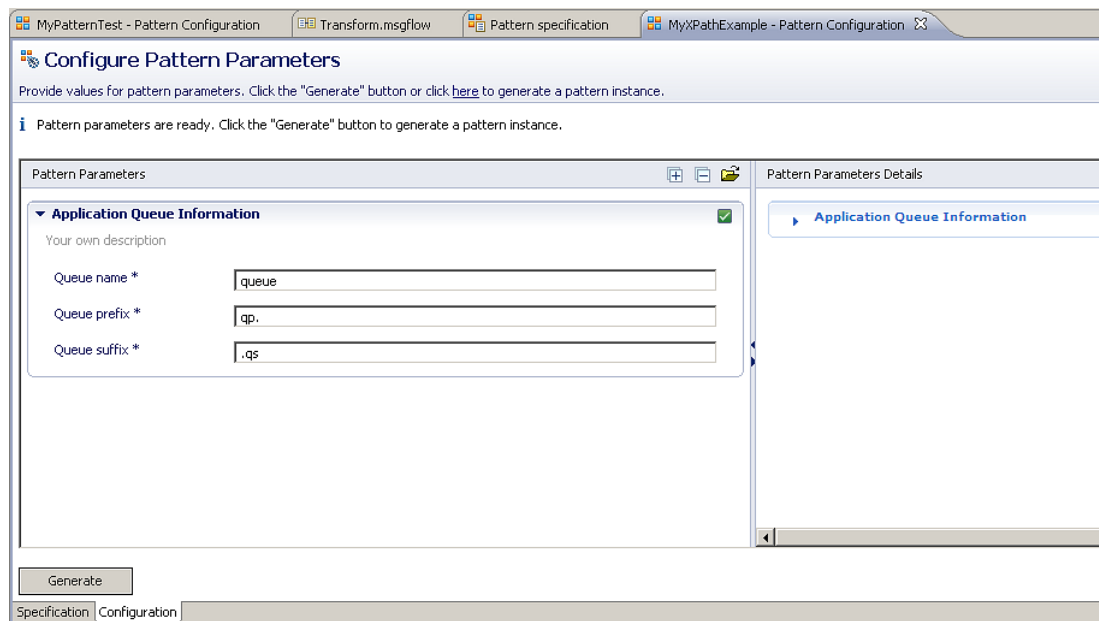 MyPatternTest - Pattern Configuration Transform.msgflow Pattern specification MyXPathExample - Pattern Configuration
Configure Pattern Parameters
Provide values for pattern parameters. Click the "Generate" button or click here to generate a pattern instance.
Pattern parameters are ready. Click the "Generate" button to generate a pattern instance.
Pattern Parameters
Pattern Parameters Details
Application Queue Information
Application Queue Information
Your own description
Queue name * queue
Queue prefix * qp.
Queue suffix * .qs
Generate
Specification Configuration